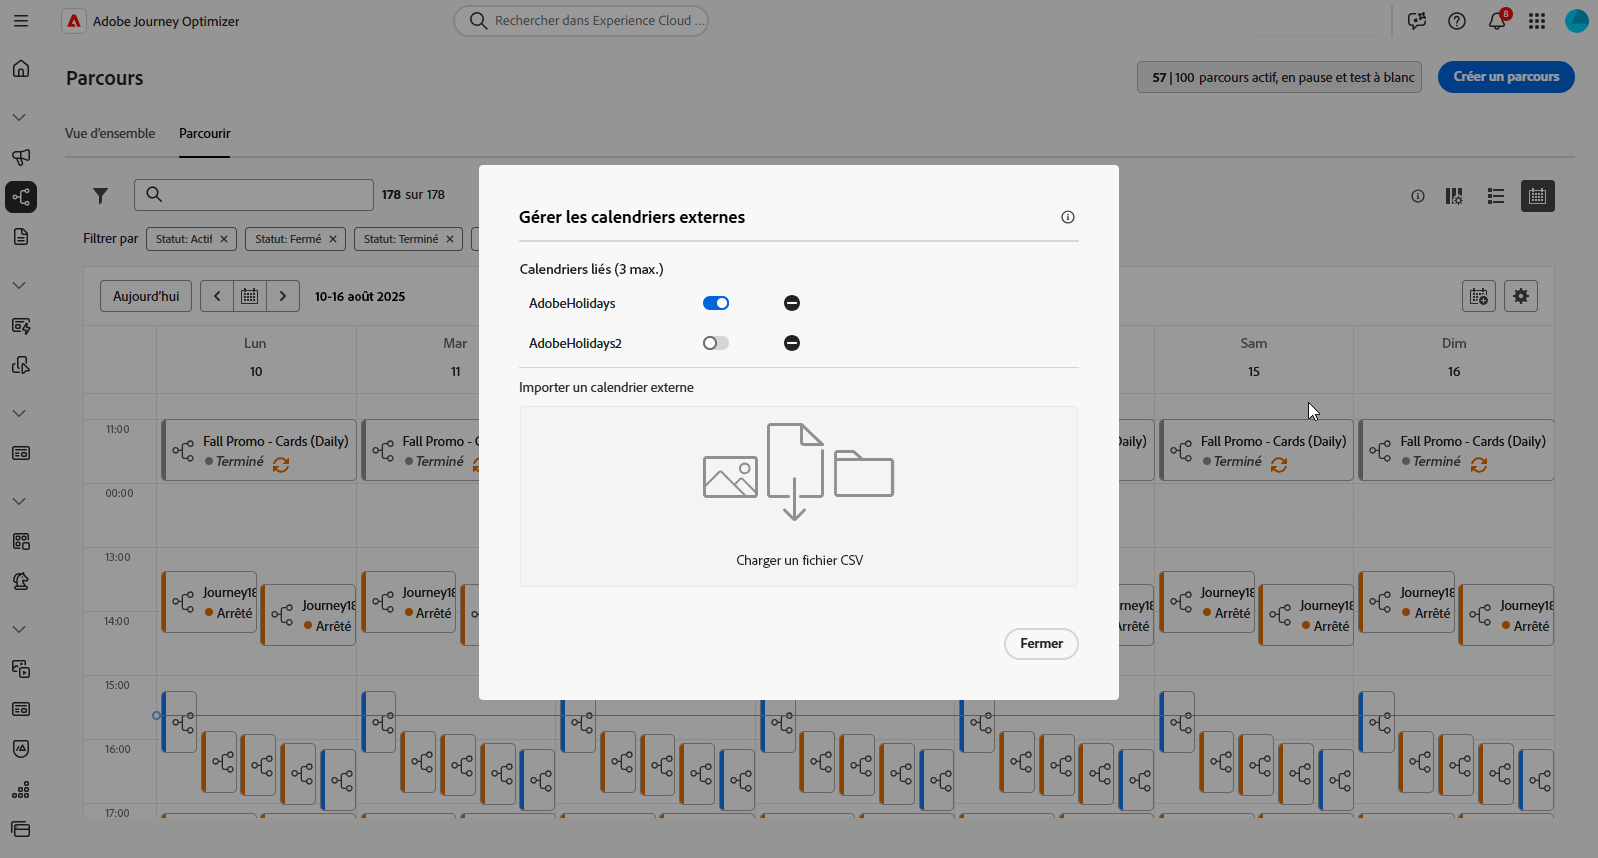 Adobe Journey Optimizer
Rechercher dans Experience Cloud ...
8
Parcours
57 | 100 parcours actif, en pause et test à blanc
Créer un parcours
Vue d'ensemble
Parcourir
178 sur 178
Filtrer par
Statut: Actif
Statut: Fermé
Statut: Terminé
Aujourd'hui
10-16 août 2025
Lun
Mar
Sam
Dim
10
11
15
16
Gérer les calendriers externes
Calendriers liés (3 max.)
AdobeHolidays
AdobeHolidays2
Importer un calendrier externe
Charger un fichier CSV
Fermer
11:00
Fall Promo - Cards (Daily)
Terminé
Fall Promo - C
Terminé
aily)
Fall Promo - Cards (Daily)
Terminé
Fall Promo - Cards (Daily)
Terminé
00:00
13:00
Journey18
Arrêté
Journey18
Arrêté
Journey18
Arrêté
rney18
rrêté
Journey18
Arrêté
Journey18
Arrêté
Journey18
Arrêté
Journey18
Arrêté
14:00
15:00
16:00
17:00